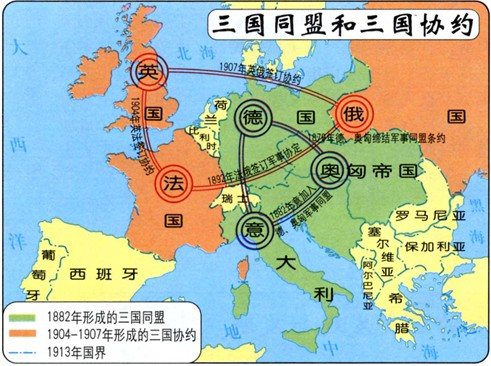 三国同盟和三国协约
大
西
洋
北海
1907年英俄签订协约
英
国
1904年英法签订协约
荷
兰
比利时
德
国
俄
国
1879年德、奥匈缔结军事同盟条约
1892年法俄签订军事协定
法
国
瑞士
奥匈帝国
1882年意加入
德、奥匈军事同盟
意
大
利
罗马尼亚
黑
海
塞尔维亚
保加利亚
阿尔巴尼亚
希
腊
葡萄牙
西班牙
地
中
1882年形成的三国同盟
1904-1907年形成的三国协约
1913年国界